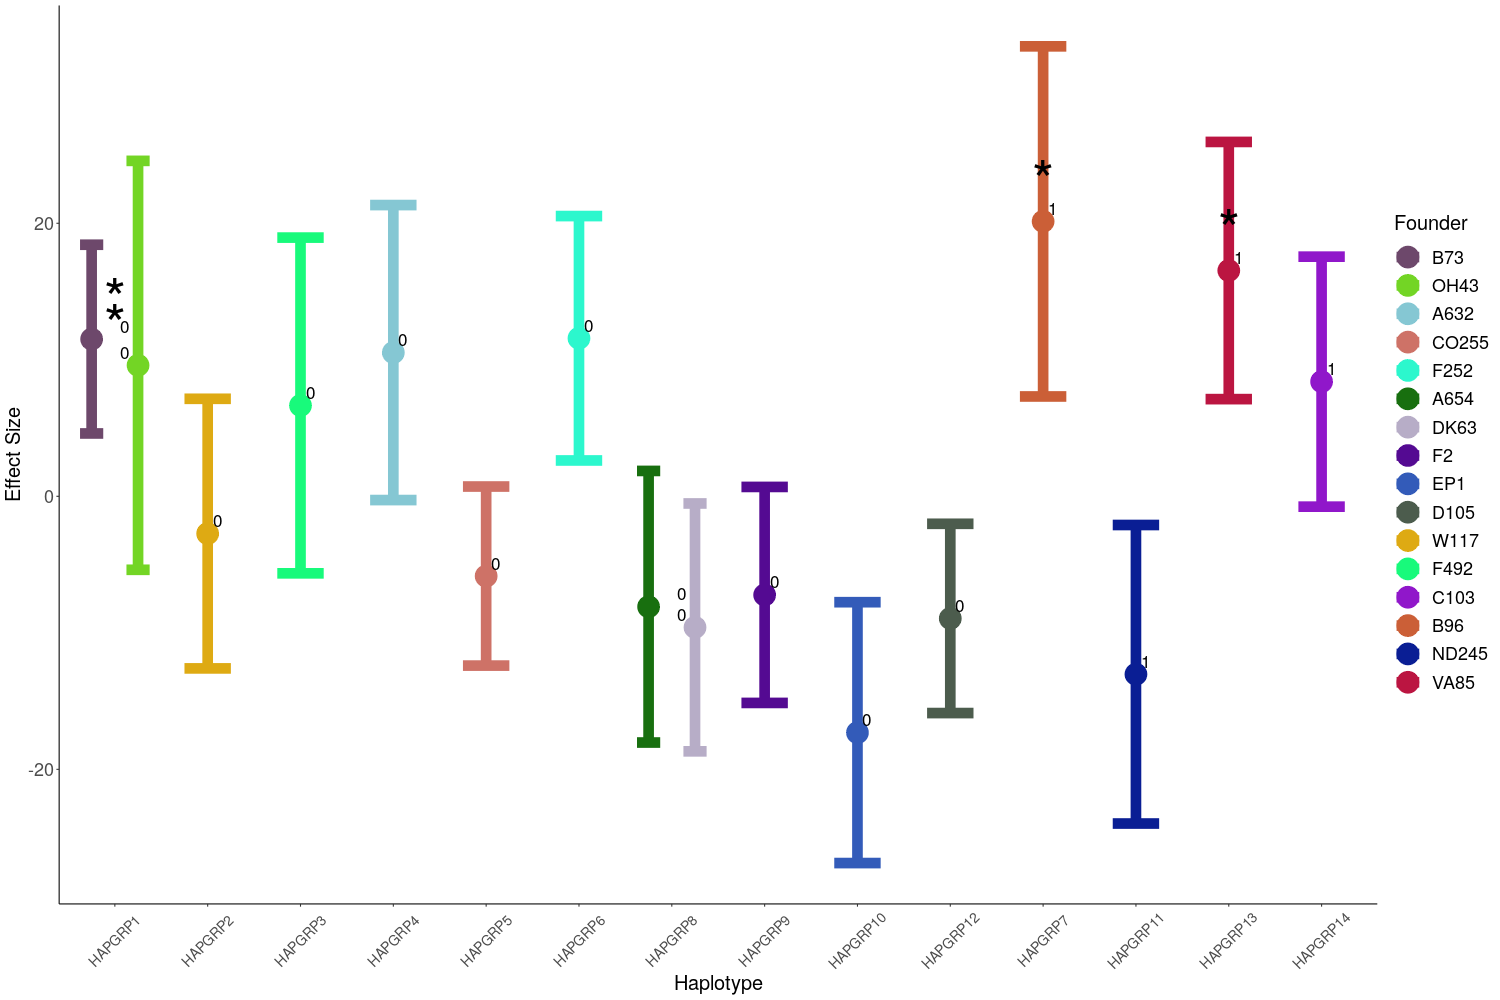 Effect Size
20
0
-20
*
*
0
0
0
0
0
0
0
0
0
0
0
0
*
1
1
*
1
1
HAPGRP1
HAPGRP2
HAPGRP3
HAPGRP4
HAPGRP5
HAPGRP6
HAPGRP8
HAPGRP9
HAPGRP10
HAPGRP12
HAPGRP7
HAPGRP11
HAPGRP13
HAPGRP14
Haplotype
Founder
B73
OH43
A632
CO255
F252
A654
DK63
F2
EP1
D105
W117
F492
C103
B96
ND245
VA85